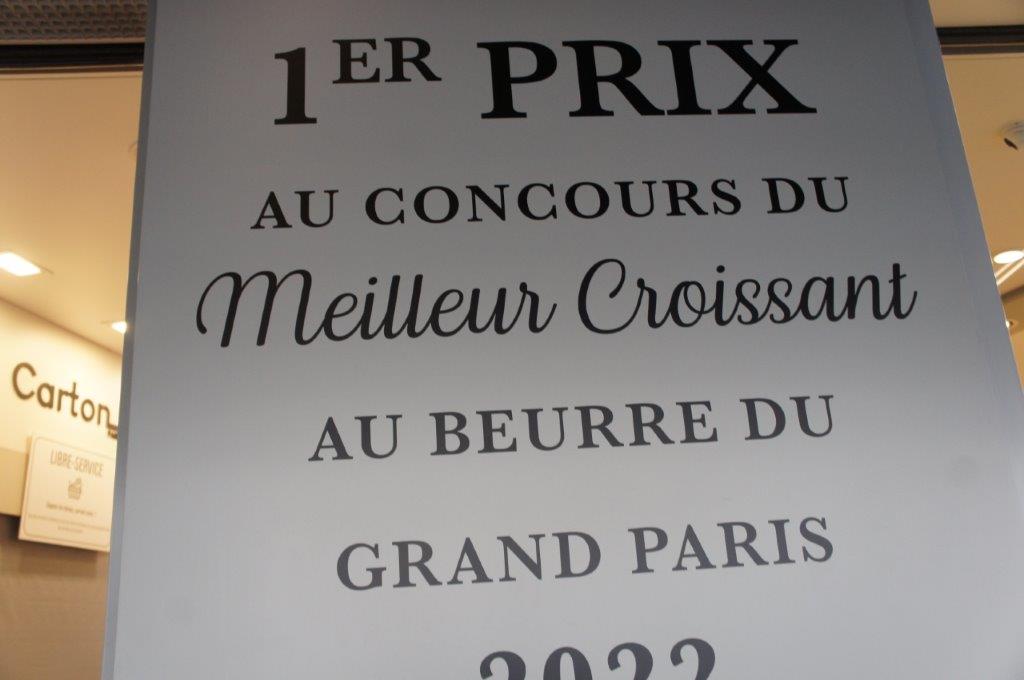 1ER PRIX
AU CONCOURS DU
Meilleur Croissant
AU BEURRE DU
GRAND PARIS
2022
Carton
LIBRE-SERVICE